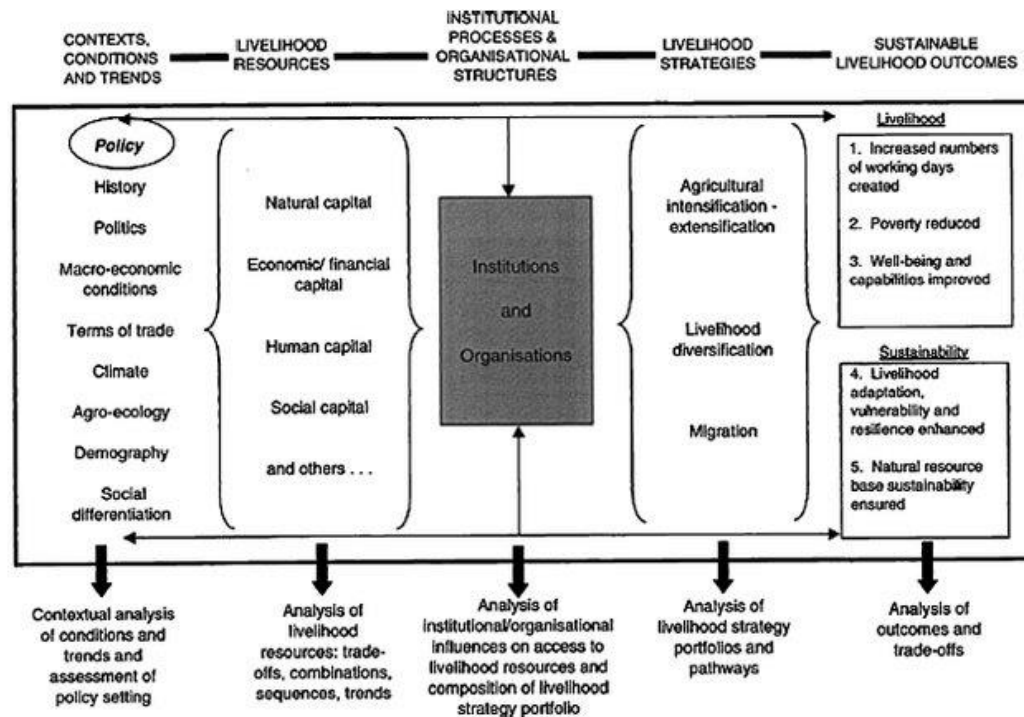 CONTEXTS,
CONDITIONS
AND TRENDS
LIVELIHOOD
RESOURCES
INSTITUTIONAL
PROCESSES &
ORGANISATIONAL
STRUCTURES
LIVELIHOOD
STRATEGIES
SUSTAINABLE
LIVELIHOOD OUTCOMES
Policy
History
Politics
Macro-economic
conditions
Terms of trade
Climate
Agro-ecology
Demography
Social
differentiation
Natural capital
Economic/ financial
capital
Human capital
Social capital
and others . . .
Institutions
and
Organisations
Agricultural
intensification -
extensification
Livelihood
diversification
Migration
Livelihood
1. Increased numbers
of working days
created
2. Poverty reduced
3. Well-being and
capabilities improved
Sustainability
4. Livelihood
adaptation,
vulnerability and
resilience enhanced
5. Natural resource
base sustainability
ensured
Contextual analysis
of conditions and
trends and
assessment of
policy setting
Analysis of
livelihood
resources: trade-
offs, combinations,
sequences, trends
Analysis of
institutional/organisational
influences on access to
livelihood resources and
composition of livelihood
strategy portfolio
Analysis of
livelihood strategy
portfolios and
pathways
Analysis of
outcomes and
trade-offs